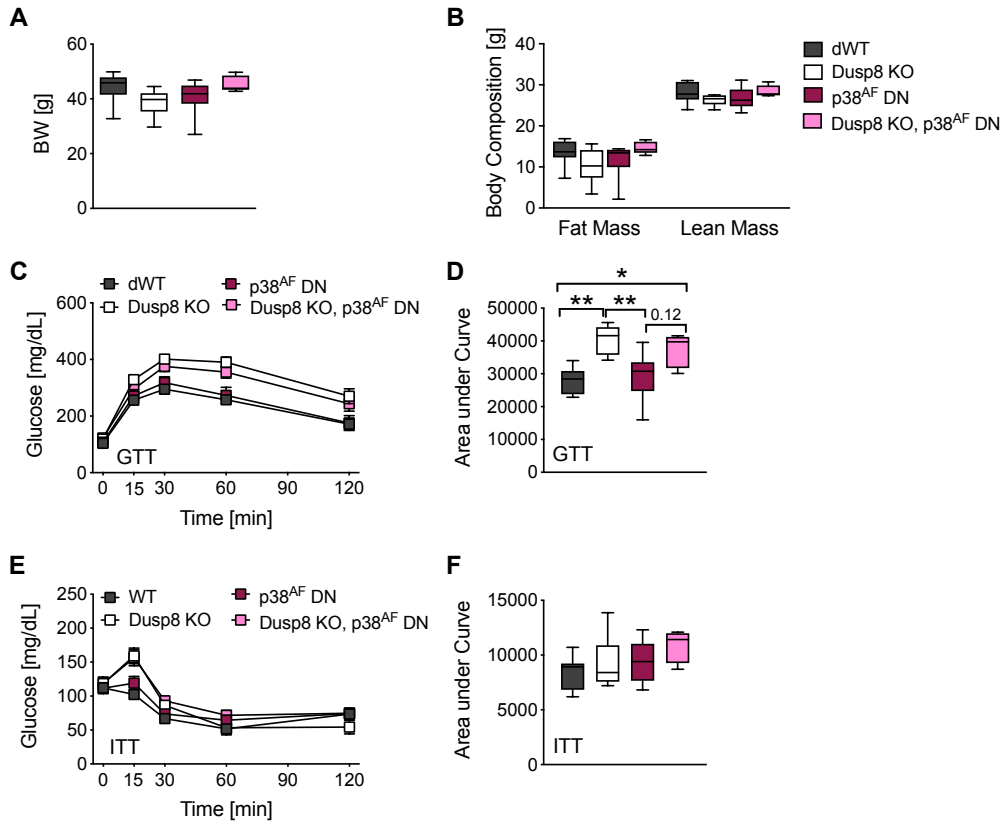 A
BW [g]
60
40
20
0
B
Body Composition [g]
40
30
20
10
0
Fat Mass
Lean Mass
dWT
Dusp8 KO
p38AF DN
Dusp8 KO, p38AF DN
C
dWT
Dusp8 KO
p38AF DN
Dusp8 KO, p38AF DN
Glucose [mg/dL]
600
400
200
0
GTT
0 15 30 60 90 120
Time [min]
D
Area under Curve
50000
40000
30000
20000
10000
0
*
** **
0.12
GTT
E
WT
Dusp8 KO
p38AF DN
Dusp8 KO, p38AF DN
Glucose [mg/dL]
250
200
150
100
50
0
ITT
0 15 30 60 90 120
Time [min]
F
Area under Curve
15000
10000
5000
0
ITT